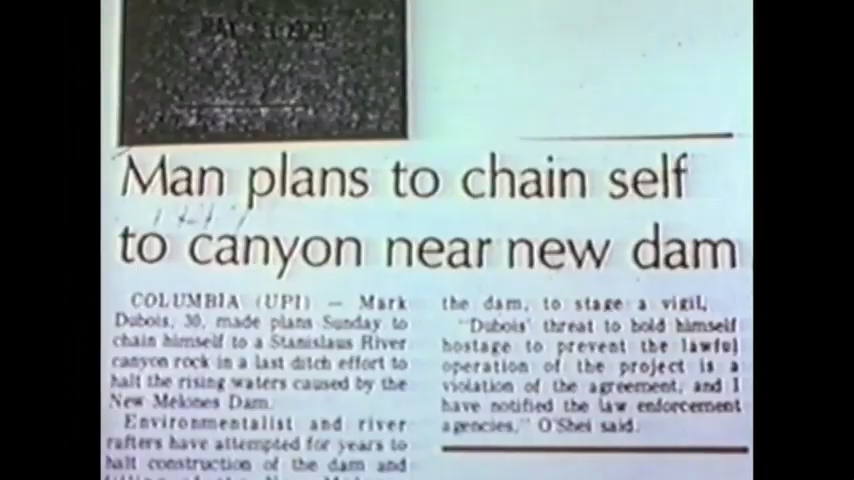 Man plans to chain self
to canyon near new dam
COLUMBIA (UPI) — Mark
Dubois, 30, made plans Sunday to
chain himself to a Stanislaus River
canyon rock in a last ditch effort to
halt the rising waters caused by the
New Melones Dam.
Environmentalist and river
rafters have attempted for years to
halt construction of the dam and
the dam, to stage a vigil,
"Dubois' threat to hold himself
hostage to prevent the lawful
operation of the project is a
violation of the agreement, and I
have notified the law enforcement
agencies," O'Shei said.